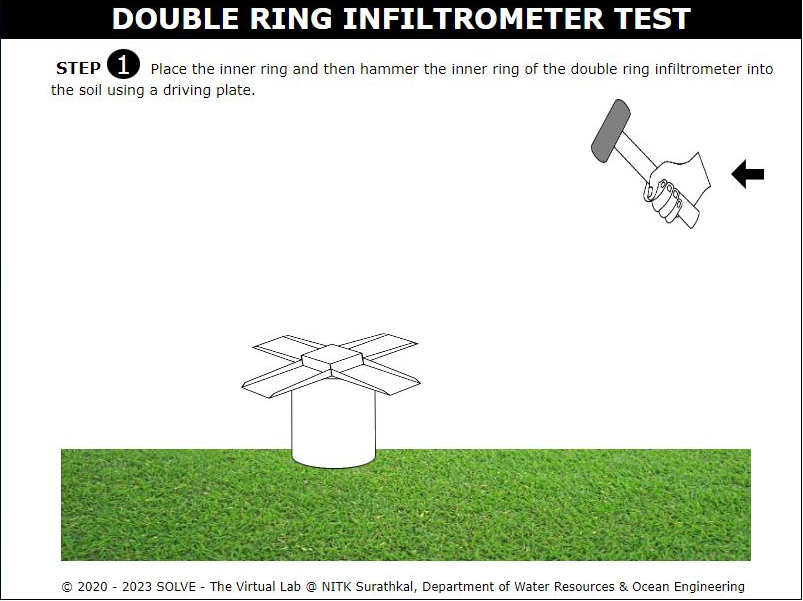 DOUBLE RING INFILTROMETER TEST
STEP 1 Place the inner ring and then hammer the inner ring of the double ring infiltrometer into
the soil using a driving plate.
© 2020 - 2023 SOLVE - The Virtual Lab @ NITK Surathkal, Department of Water Resources & Ocean Engineering